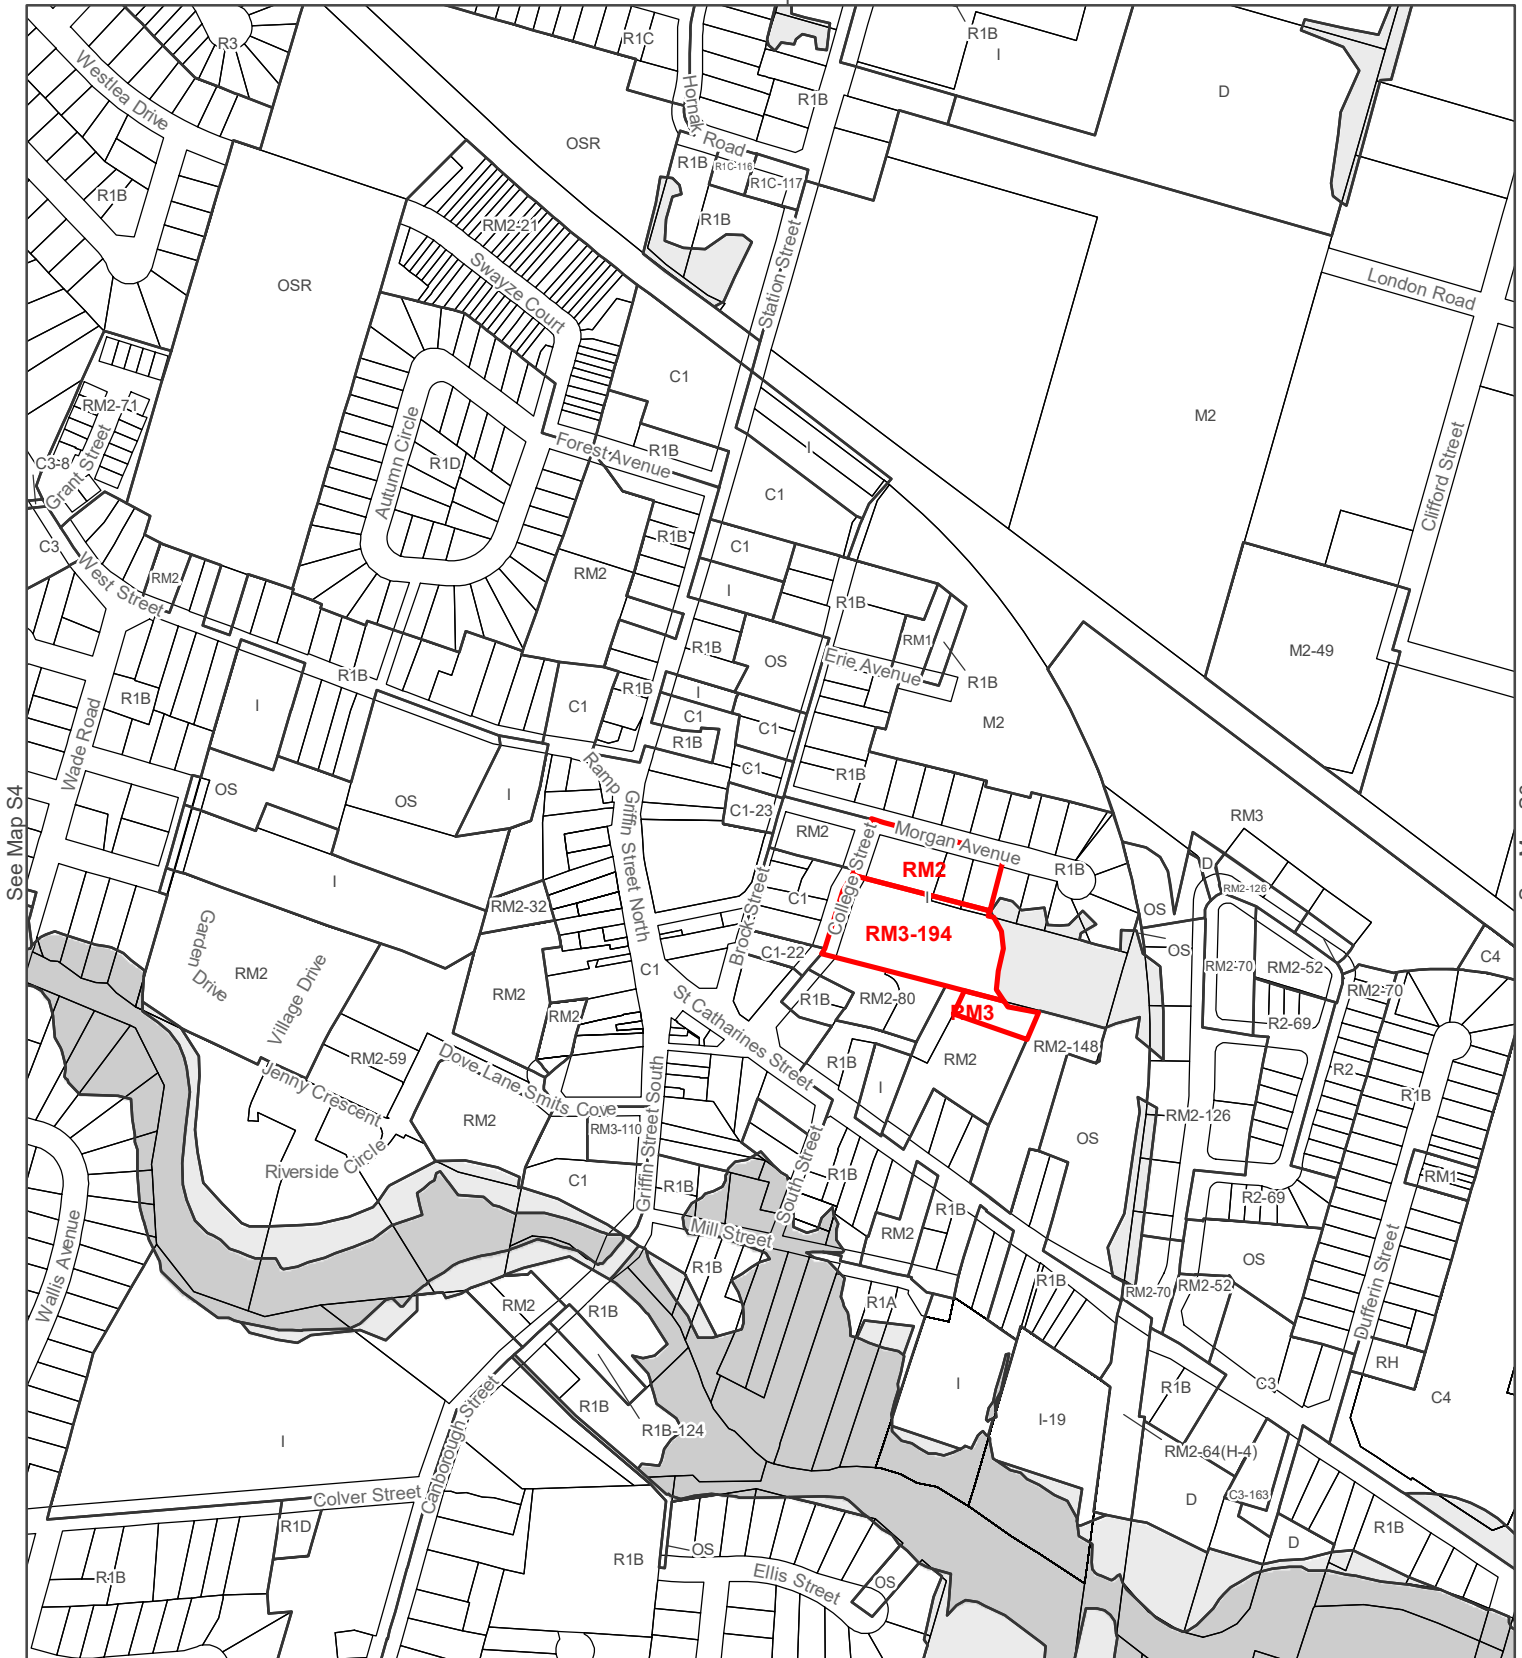 R3
R1C
R1B
I
D
Westlea Drive
Hornak Road
R1B
OSR
R1B
R1C-116
R1C-117
R1B
R1B
RM2-21
Station Street
Swayze Court
OSR
London Road
C1
M2
RM2-71
C3-8
Grant Street
Autumn Circle
R1D
Forest Avenue
R1B
I
C1
Clifford Street
C3
West Street
RM2
R1B
RM2
C1
I
R1B
RM1
Erie Avenue
R1B
M2-49
R1B
OS
R1B
R1B
R1B
I
C1
I
C1
C1
R1B
M2
Wade Road
I
OS
OS
I
Ramp
C1
R1B
C1-23
RM2
Morgan Avenue
RM3
See Map S4
RM2
R1B
D
RM2-126
I
RM2-32
Griffin Street North
Brock Street
C1
College Street
I
RM3-194
OS
OS
C4
Garden Drive
RM2
Village Drive
RM2
C1
C1-22
RM2-70
RM2-52
RM2-70
RM2
R1B
RM2-80
RM3
R2-69
St Catharines Street
RM2-59
Dove Lane
Smits Cove
R1B
RM2
RM2-148
R2
Jenny Crescent
RM2
RM3-110
I
R1B
RM2-126
OS
Riverside Circle
C1
Griffin Street South
R1B
South Street
R1B
RM1
R2-69
Wallis Avenue
Mill Street
RM2
R1B
OS
Dufferin Street
R1B
R1B
RM2-70
RM2-52
RM2
R1B
R1A
RH
R1B
R1B
R1B-124
I
I-19
R1B
C3
C4
I
Canborough Street
RM2-64(H-4)
Colver Street
D
C3-163
R1D
R1B
R1B
OS
D
R1B
Ellis Street
OS